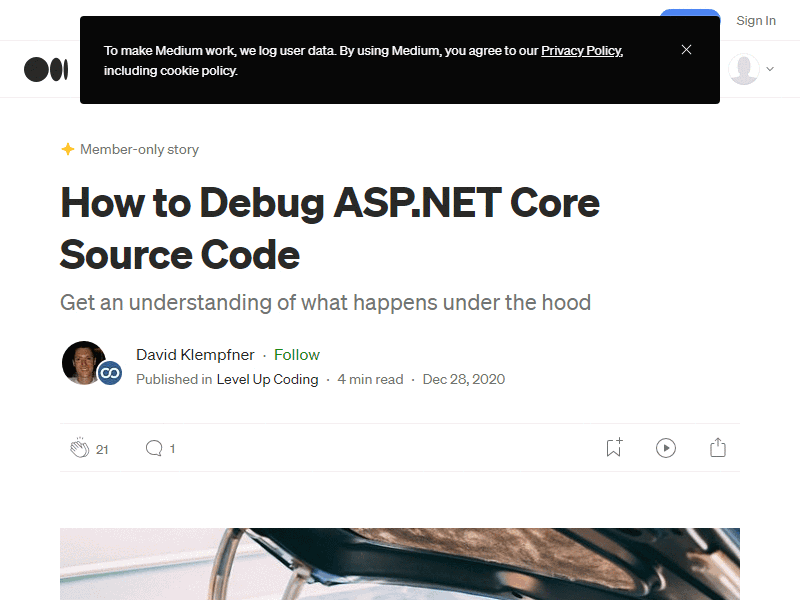 Sign In
To make Medium work, we log user data. By using Medium, you agree to our Privacy Policy,
including cookie policy.
Member-only story
How to Debug ASP.NET Core
Source Code
Get an understanding of what happens under the hood
David Klempfner · Follow
Published in Level Up Coding · 4 min read · Dec 28, 2020
21
1